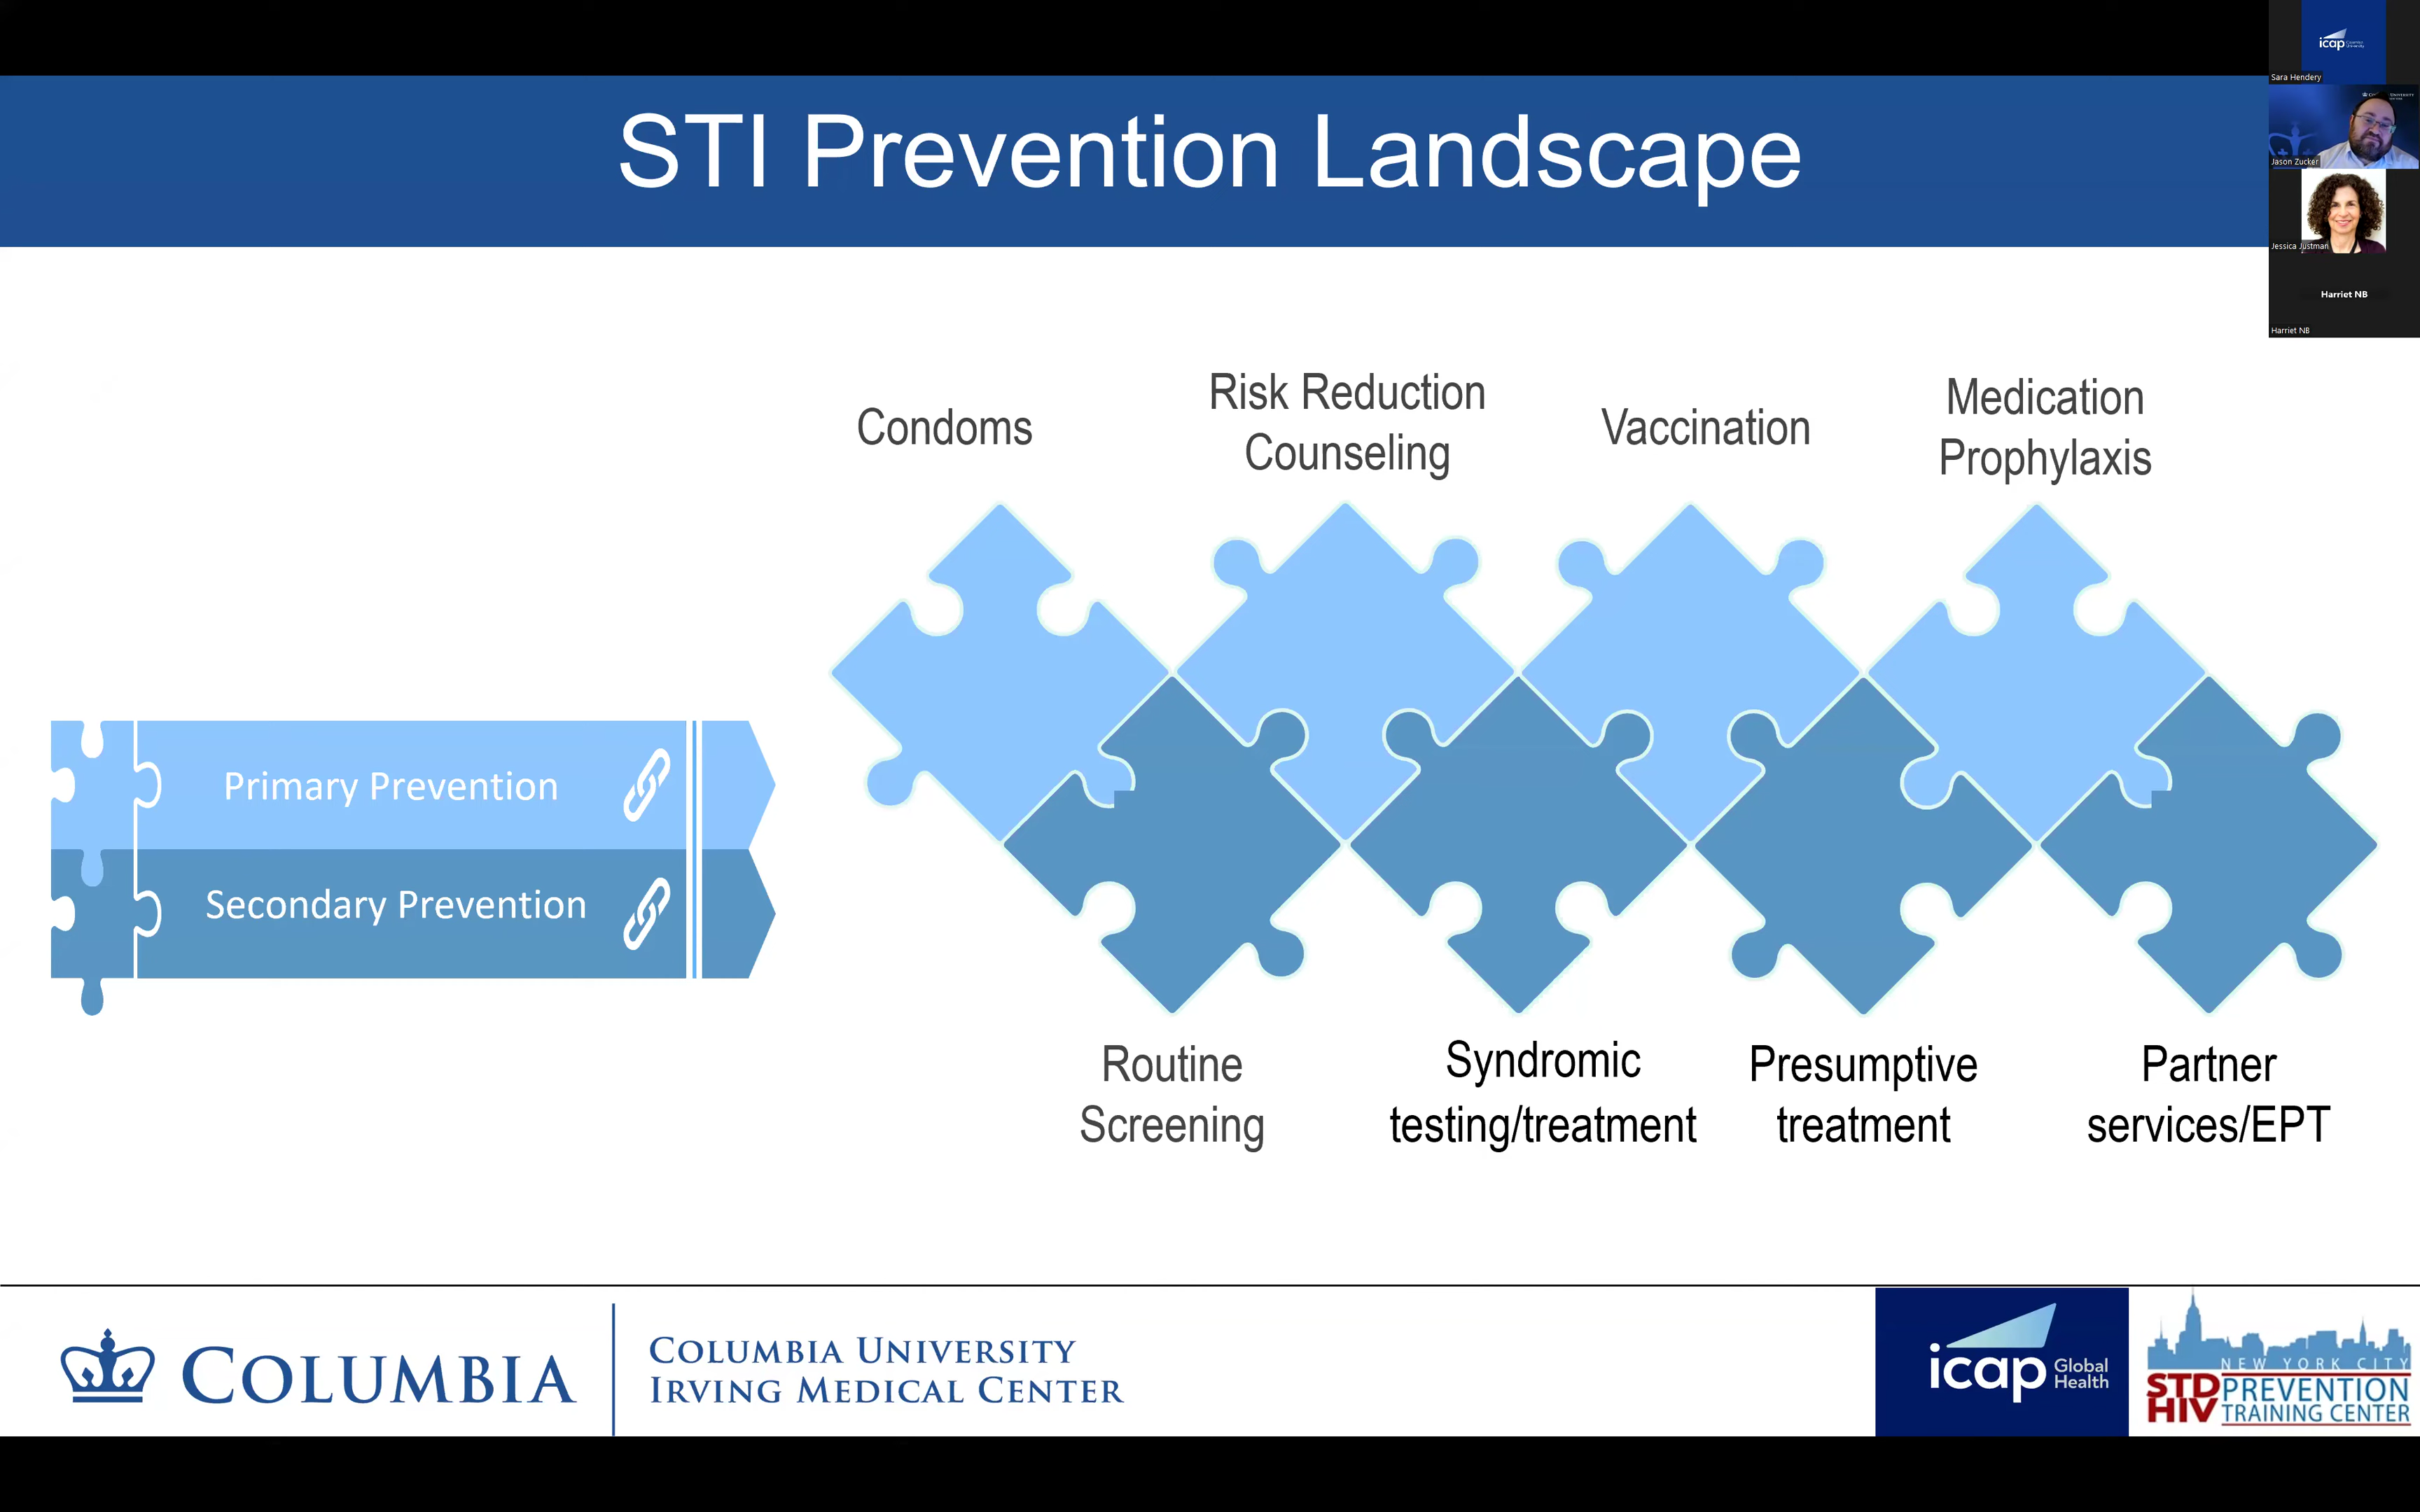 STI Prevention Landscape
icap
Sara Hendery
Jason Zucker
Jessica Justman
Harriet NB
Harriet NB
Condoms
Risk Reduction
Counseling
Vaccination
Medication
Prophylaxis
Primary Prevention
Secondary Prevention
Routine
Screening
Syndromic
testing/treatment
Presumptive
treatment
Partner
services/EPT
COLUMBIA
COLUMBIA UNIVERSITY
IRVING MEDICAL CENTER
icap Global
Health
NEW YORK CITY
STD PREVENTION
HIV TRAINING CENTER